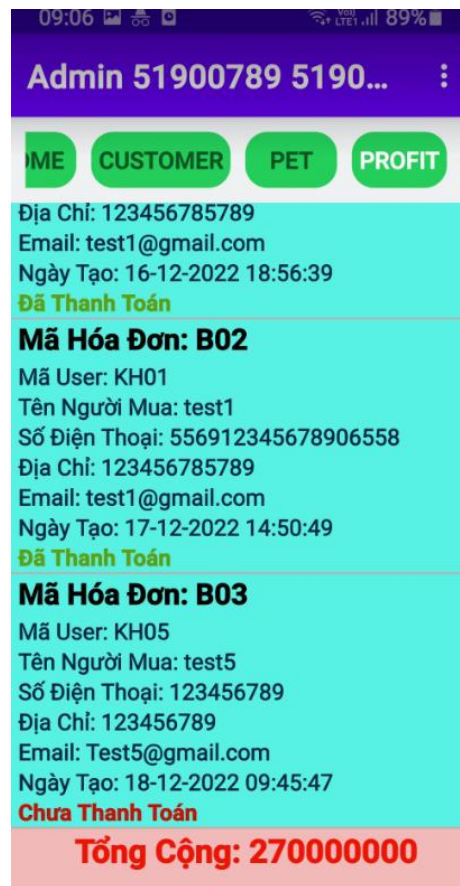 09:06 89%
Admin 51900789 5190...
OME CUSTOMER PET PROFIT
Địa Chỉ: 123456785789
Email: test1@gmail.com
Ngày Tạo: 16-12-2022 18:56:39
Đã Thanh Toán
Mã Hóa Đơn: B02
Mã User: KH01
Tên Người Mua: test1
Số Điện Thoại: 556912345678906558
Địa Chỉ: 123456785789
Email: test1@gmail.com
Ngày Tạo: 17-12-2022 14:50:49
Đã Thanh Toán
Mã Hóa Đơn: B03
Mã User: KH05
Tên Người Mua: test5
Số Điện Thoại: 123456789
Địa Chỉ: 123456789
Email: Test5@gmail.com
Ngày Tạo: 18-12-2022 09:45:47
Chưa Thanh Toán
Tổng Cộng: 270000000